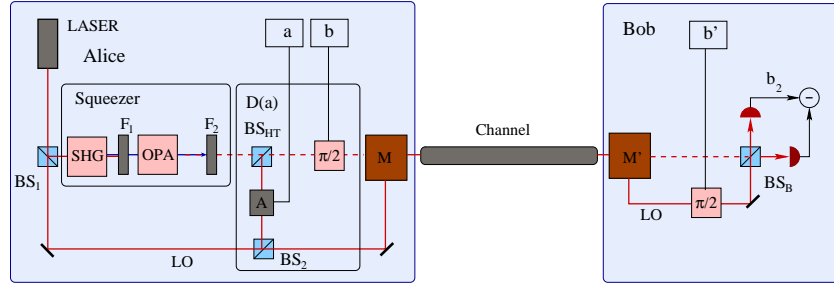 LASER
Alice
a
b
Squeezer
F1
F2
D(a)
BSHT
SHG
OPA
π/2
M
BS1
A
LO
BS2
Channel
Bob
b’
b2
−
M’
BSB
LO
π/2